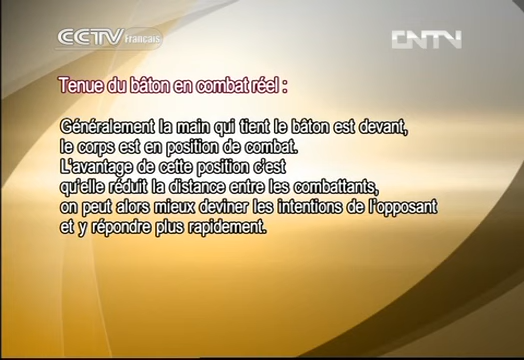 CCTV Français
CNTV
Tenue du bâton en combat réel :
Généralement la main qui tient le bâton est devant,
le corps est en position de combat.
L'avantage de cette position c'est
qu'elle réduit la distance entre les combattants,
on peut alors mieux deviner les intentions de l'opposant
et y répondre plus rapidement.